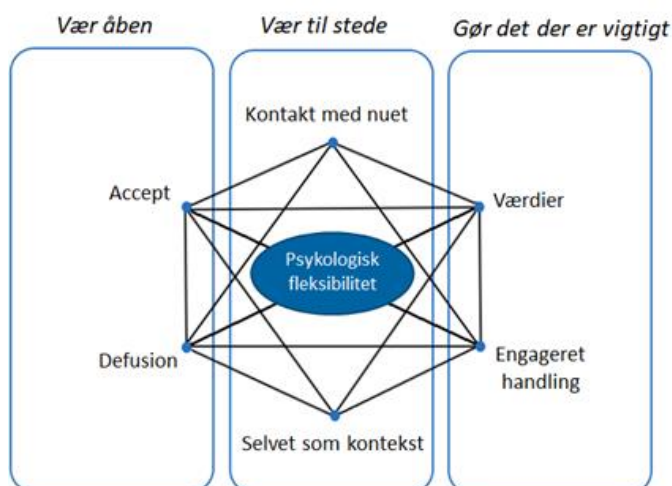 Vær åben
Vær til stede
Gør det der er vigtigt
Kontakt med nuet
Accept
Værdier
Psykologisk
fleksibilitet
Defusion
Engageret
handling
Selvet som kontekst